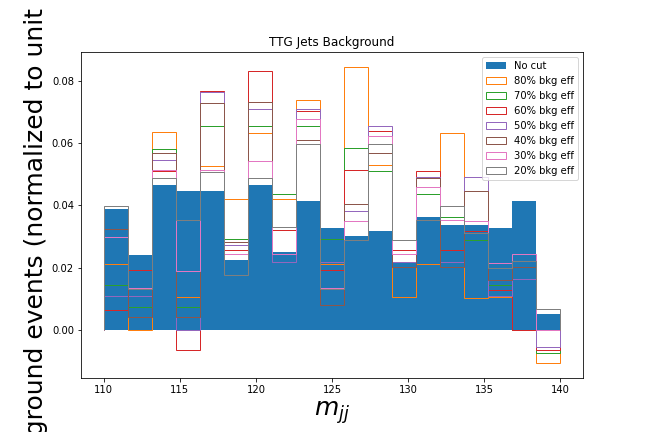 TTG Jets Background
ground events (normalized to unit
0.08
0.06
0.04
0.02
0.00
No cut
80% bkg eff
70% bkg eff
60% bkg eff
50% bkg eff
40% bkg eff
30% bkg eff
20% bkg eff
110 115 120 125 130 135 140
m_{jj}